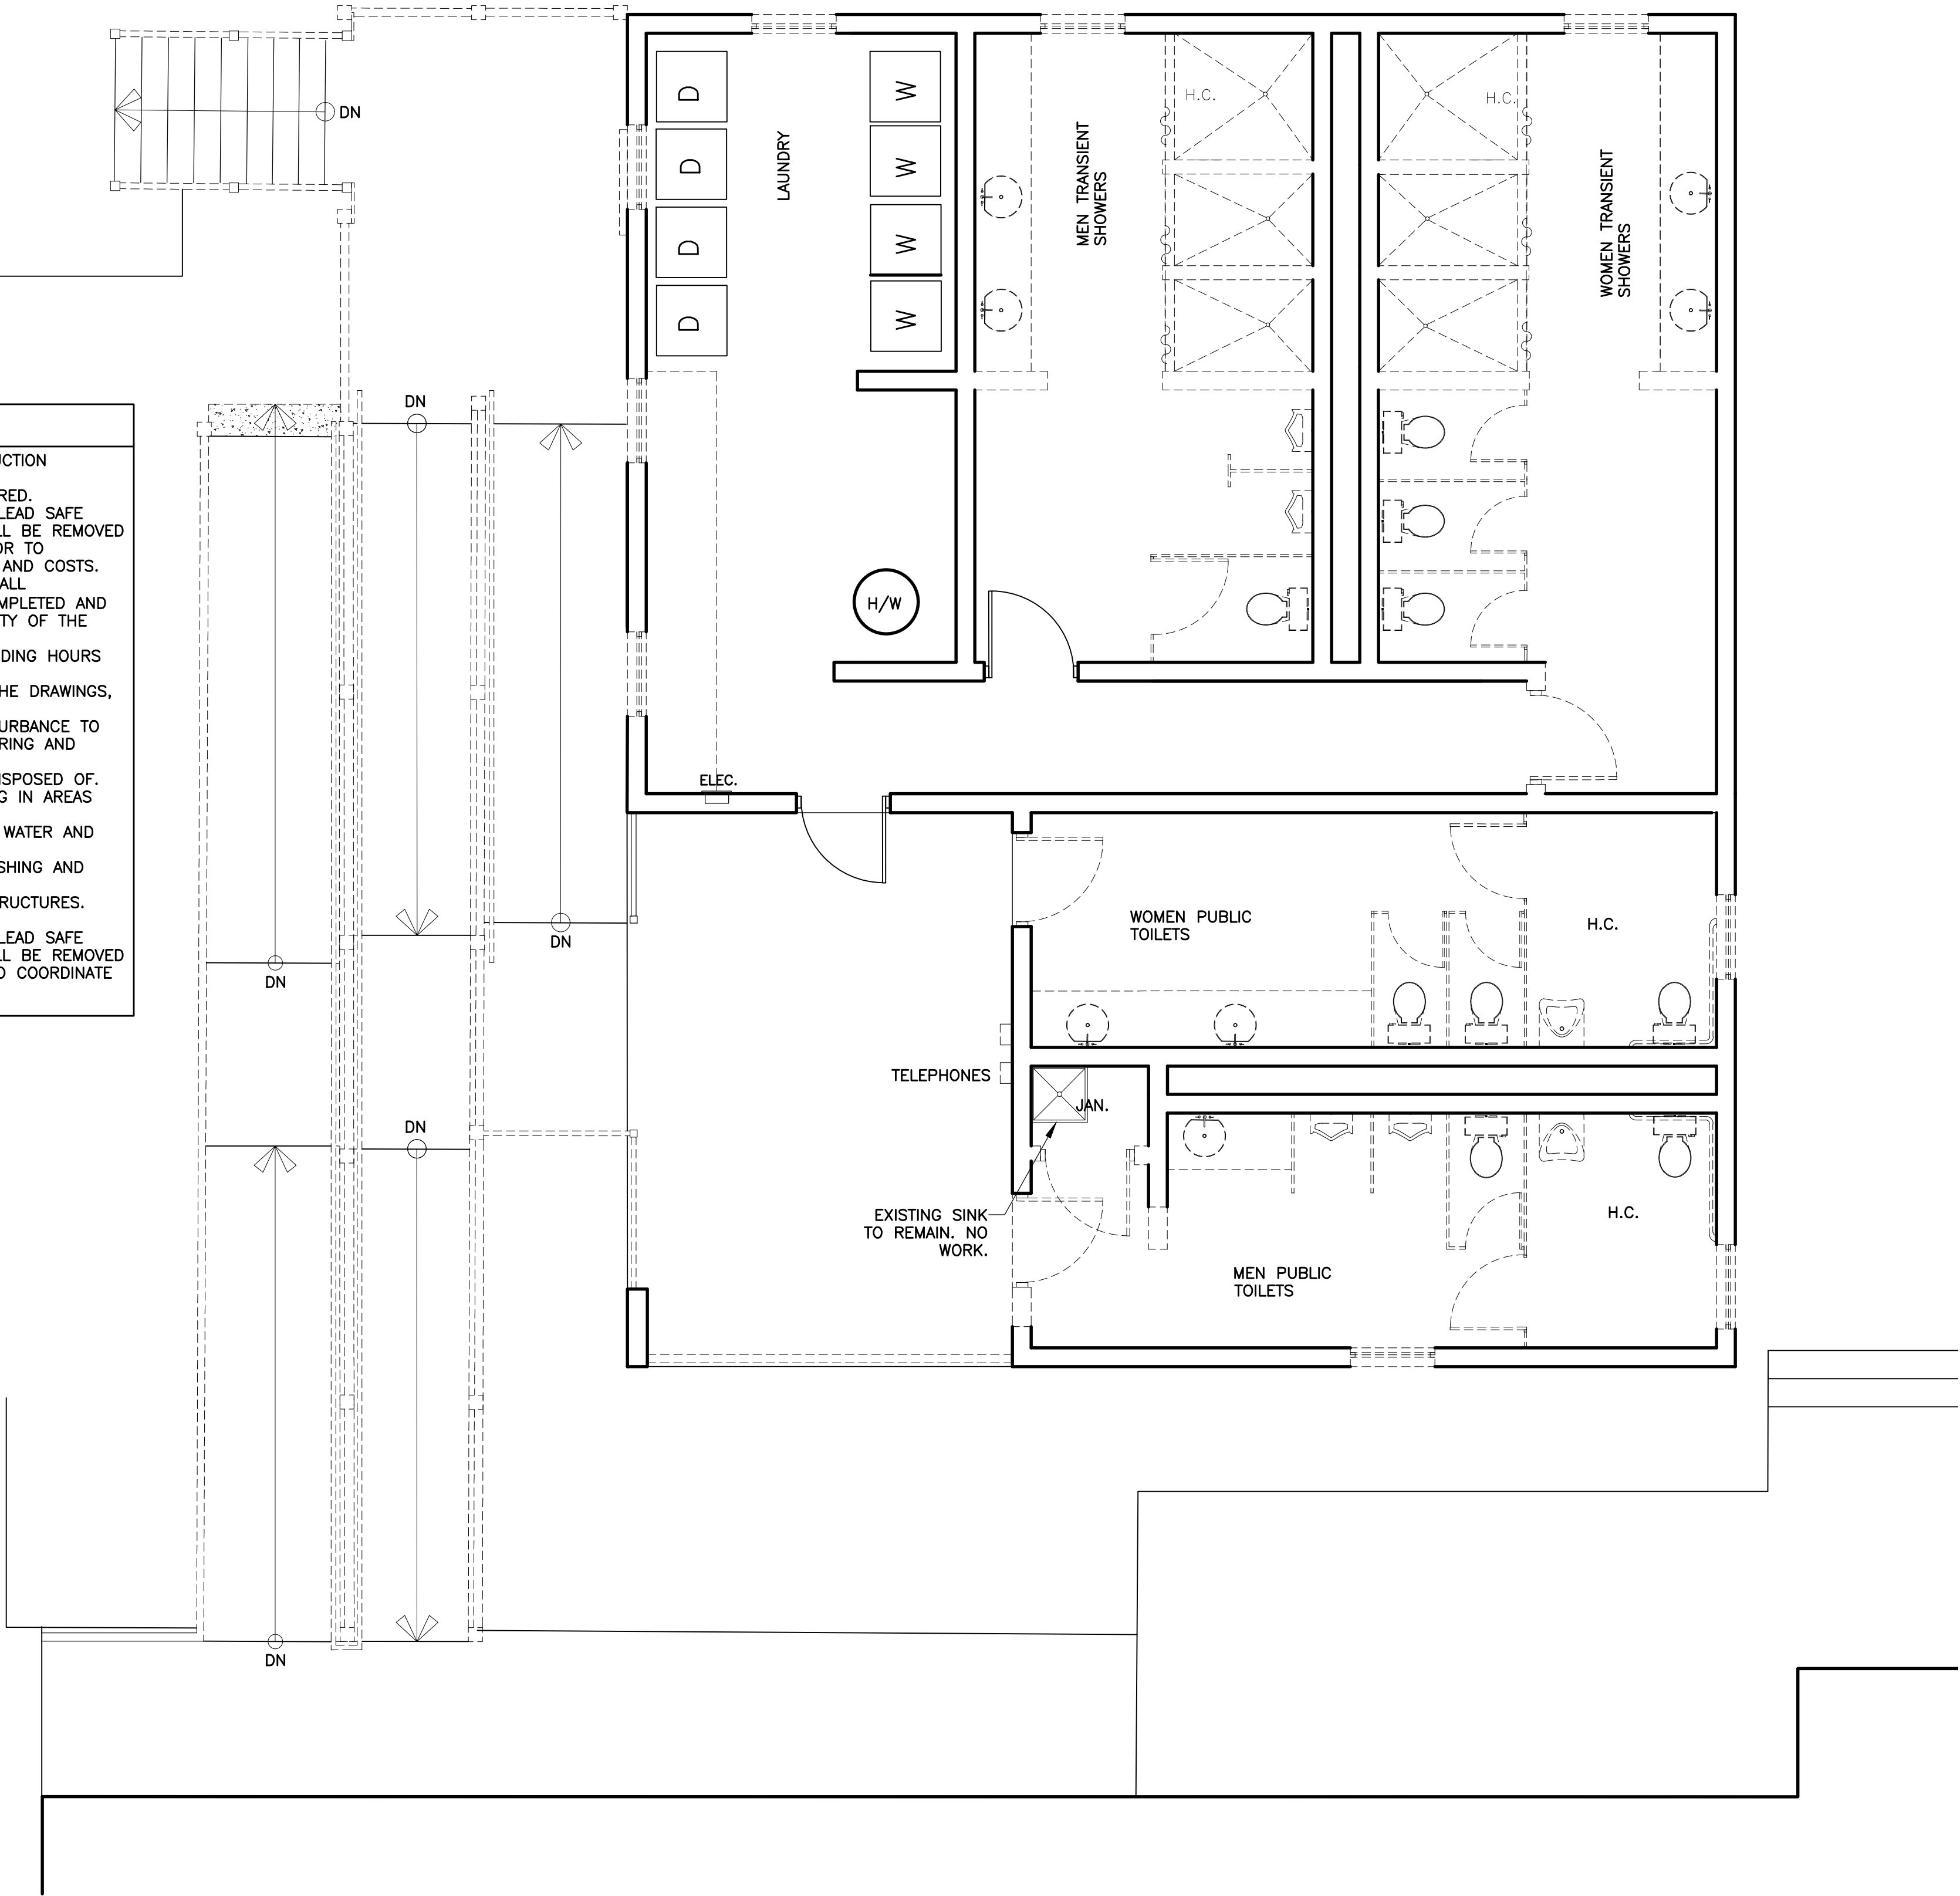 DN
D
D
D
D
LAUNDRY
W
W
W
W
MEN TRANSIENT
SHOWERS
H.C.
H.C.
WOMEN TRANSIENT
SHOWERS
H/W
ELEC.
DN
DN
DN
DN
DN
UCTION
RED.
LEAD SAFE
LL BE REMOVED
OR TO
AND COSTS.
ALL
MPLETED AND
TY OF THE
DING HOURS
HE DRAWINGS,
URBANCE TO
RING AND
ISPOSED OF.
G IN AREAS
WATER AND
SHING AND
RUCTURES.
LEAD SAFE
LL BE REMOVED
O COORDINATE
WOMEN PUBLIC
TOILETS
H.C.
TELEPHONES
JAN.
EXISTING SINK
TO REMAIN. NO
WORK.
MEN PUBLIC
TOILETS
H.C.